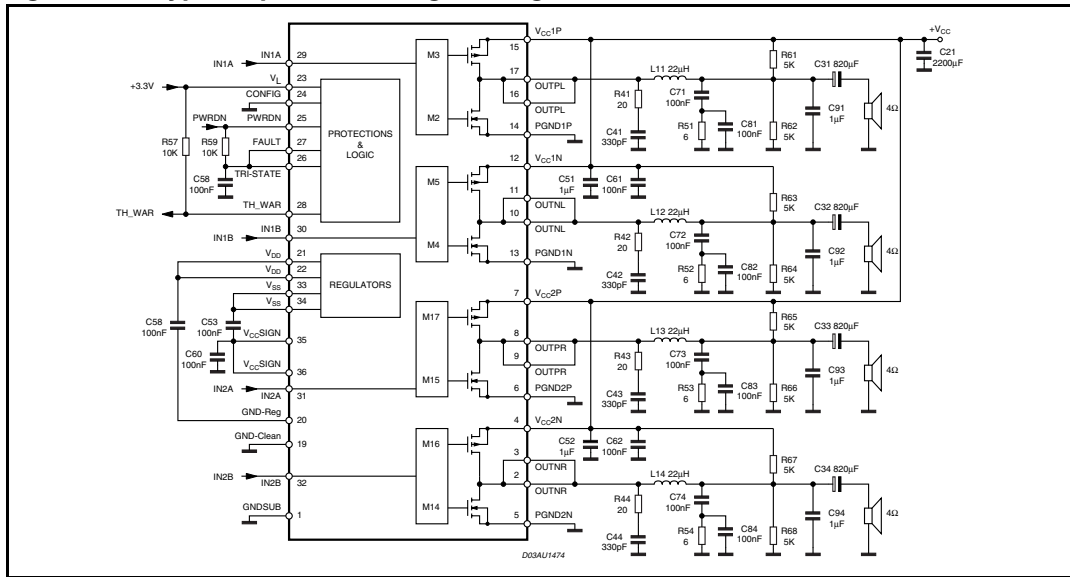 +VCC
C21
2200µF
IN1A
IN1A
29
M3
M2
15
VCC1P
17
OUTPL
16
OUTPL
14
PGND1P
R41
20
C41
330pF
L11 22µH
C71
100nF
R51
6
C81
100nF
R61
5K
R62
5K
C31 820µF
C91
1µF
4Ω
+3.3V
VL
23
CONFIG
24
PWRDN
PWRDN
25
R57
10K
R59
10K
FAULT
27
26
TRI-STATE
C58
100nF
PROTECTIONS
&
LOGIC
TH_WAR
TH_WAR
28
IN1B
IN1B
30
M5
M4
12
VCC1N
11
OUTNL
10
OUTNL
13
PGND1N
C51
1µF
C61
100nF
R42
20
C42
330pF
L12 22µH
C72
100nF
R52
6
C82
100nF
R63
5K
R64
5K
C32 820µF
C92
1µF
4Ω
VDD
21
VDD
22
VSS
33
VSS
34
REGULATORS
C58
100nF
C53
100nF
C60
100nF
VCCSIGN
35
VCCSIGN
36
IN2A
IN2A
31
M17
M15
7
VCC2P
8
OUTPR
9
OUTPR
6
PGND2P
R43
20
C43
330pF
L13 22µH
C73
100nF
R53
6
C83
100nF
R65
5K
R66
5K
C33 820µF
C93
1µF
4Ω
GND-Reg
20
GND-Clean
19
IN2B
IN2B
32
GNDSUB
1
M16
M14
4
VCC2N
3
OUTNR
2
OUTNR
5
PGND2N
C52
1µF
C62
100nF
R44
20
C44
330pF
L14 22µH
C74
100nF
R54
6
C84
100nF
R67
5K
R68
5K
C34 820µF
C94
1µF
4Ω
D03AU1474